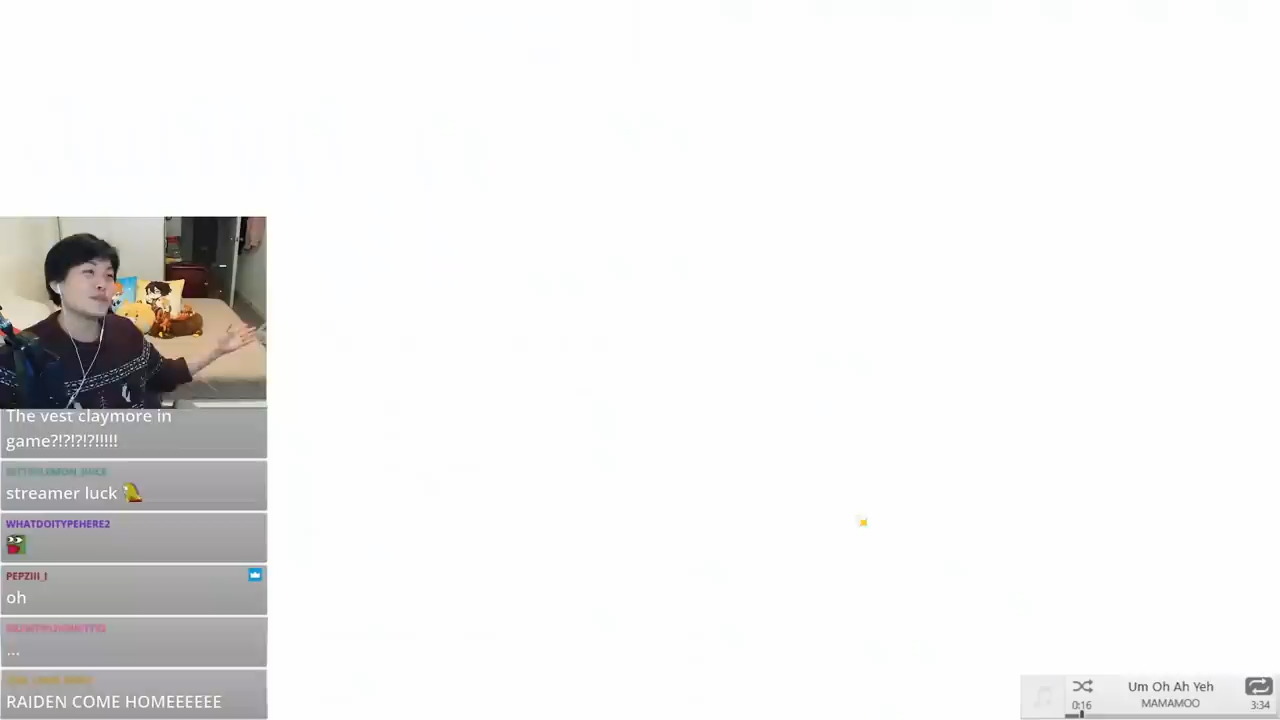 The vest claymore in
game?!?!?!?!!!!!
streamer luck
WHATDOITYPEHERE2
PEPZIII_I
oh
...
RAIDEN COME HOMEEEEEE
Um Oh Ah Yeh
MAMAMOO
0:16
3:34